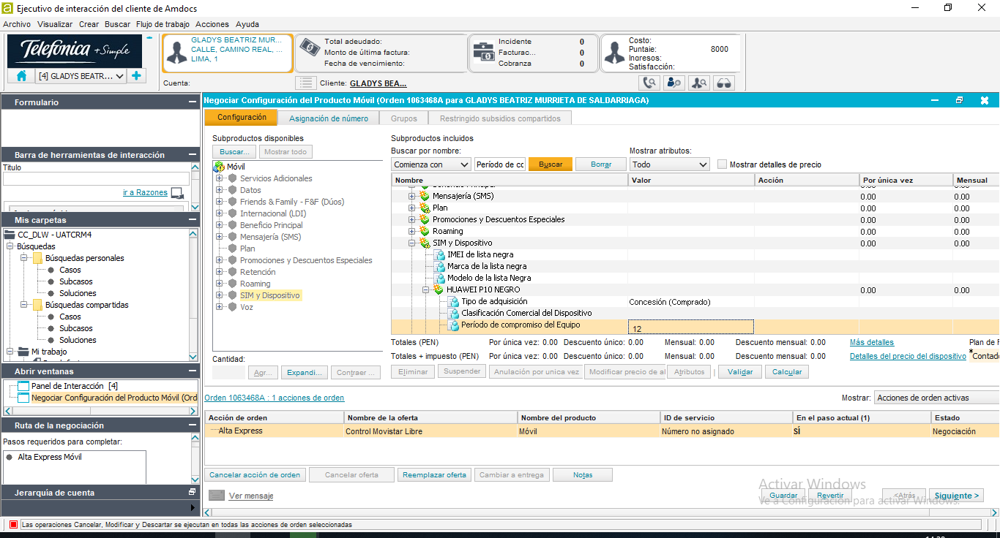 Ejecutivo de interacción del cliente de Amdocs
Archivo Visualizar Crear Buscar Flujo de trabajo Acciones Ayuda
Telefónica +Simple
[4] GLADYS BEATR...
GLADYS BEATRIZ MUR...
CALLE, CAMINO REAL, ...
LIMA, 1
Total adeudado:
Monto de última factura:
Fecha de vencimiento:
Incidente 0
Facturac... 0
Cobranza 0
Costo:
Puntaje: 8000
Ingresos:
Satisfacción:
Cuenta:
Cliente: GLADYS BEA...
Formulario
Barra de herramientas de interacción
Título
ir a Razones
Mis carpetas
CC_DLW - UATCRM4
Búsquedas
Búsquedas personales
Casos
Subcasos
Soluciones
Búsquedas compartidas
Casos
Subcasos
Soluciones
Mi trabajo
Abrir ventanas
Panel de Interacción [4]
Negociar Configuración del Producto Móvil (Ord
Ruta de la negociación
Pasos requeridos para completar:
Alta Express Móvil
Jerarquía de cuenta
Negociar Configuración del Producto Móvil (Orden 1063468A para GLADYS BEATRIZ MURRIETA DE SALDARRIAGA)
Configuración Asignación de número Grupos Restringido subsidios compartidos
Subproductos disponibles
Buscar... Mostrar todo
Móvil
Servicios Adicionales
Datos
Friends & Family - F&F (Dúos)
Internacional (LDI)
Beneficio Principal
Mensajería (SMS)
Plan
Promociones y Descuentos Especiales
Retención
Roaming
SIM y Dispositivo
Voz
Cantidad:
Agr... Expandi... Contraer ...
Subproductos incluidos
Buscar por nombre: Mostrar atributos:
Comienza con Período de cc Buscar Borrar Todo Mostrar detalles de precio
Nombre Valor Acción Por única vez Mensual
Mensajería (SMS) 0.00 0.00
Plan 0.00 0.00
Promociones y Descuentos Especiales 0.00 0.00
Roaming 0.00 0.00
SIM y Dispositivo 0.00 0.00
IMEI de lista negra
Marca de la lista negra
Modelo de la lista Negra
HUAWEI P10 NEGRO 0.00 0.00
Tipo de adquisición Concesión (Comprado)
Clasificación Comercial del Dispositivo
Período de compromiso del Equipo 12
Totales (PEN) Por única vez: 0.00 Descuento único: 0.00 Mensual: 0.00 Descuento mensual: 0.00 Más detalles Plan de F
Totales + impuesto (PEN) Por única vez: 0.00 Descuento único: 0.00 Mensual: 0.00 Descuento mensual: 0.00 Detalles del precio del dispositivo *Contado
Eliminar Suspender Anulación por unica vez Modificar precio de al Atributos Validar Calcular
Orden 1063468A : 1 acciones de orden
Mostrar: Acciones de orden activas
Acción de orden Nombre de la oferta Nombre del producto ID de servicio En el paso actual (1) Estado
Alta Express Control Movistar Libre Móvil Número no asignado SÍ Negociación
Cancelar acción de orden Cancelar oferta Reemplazar oferta Cambiar a entrega Notas
Ver mensaje
Guardar Revertir <Atrás Siguiente >
Activar Windows
Ve a Configuración para activar Windows.
Las operaciones Cancelar, Modificar y Descartar se ejecutan en todas las acciones de orden seleccionadas